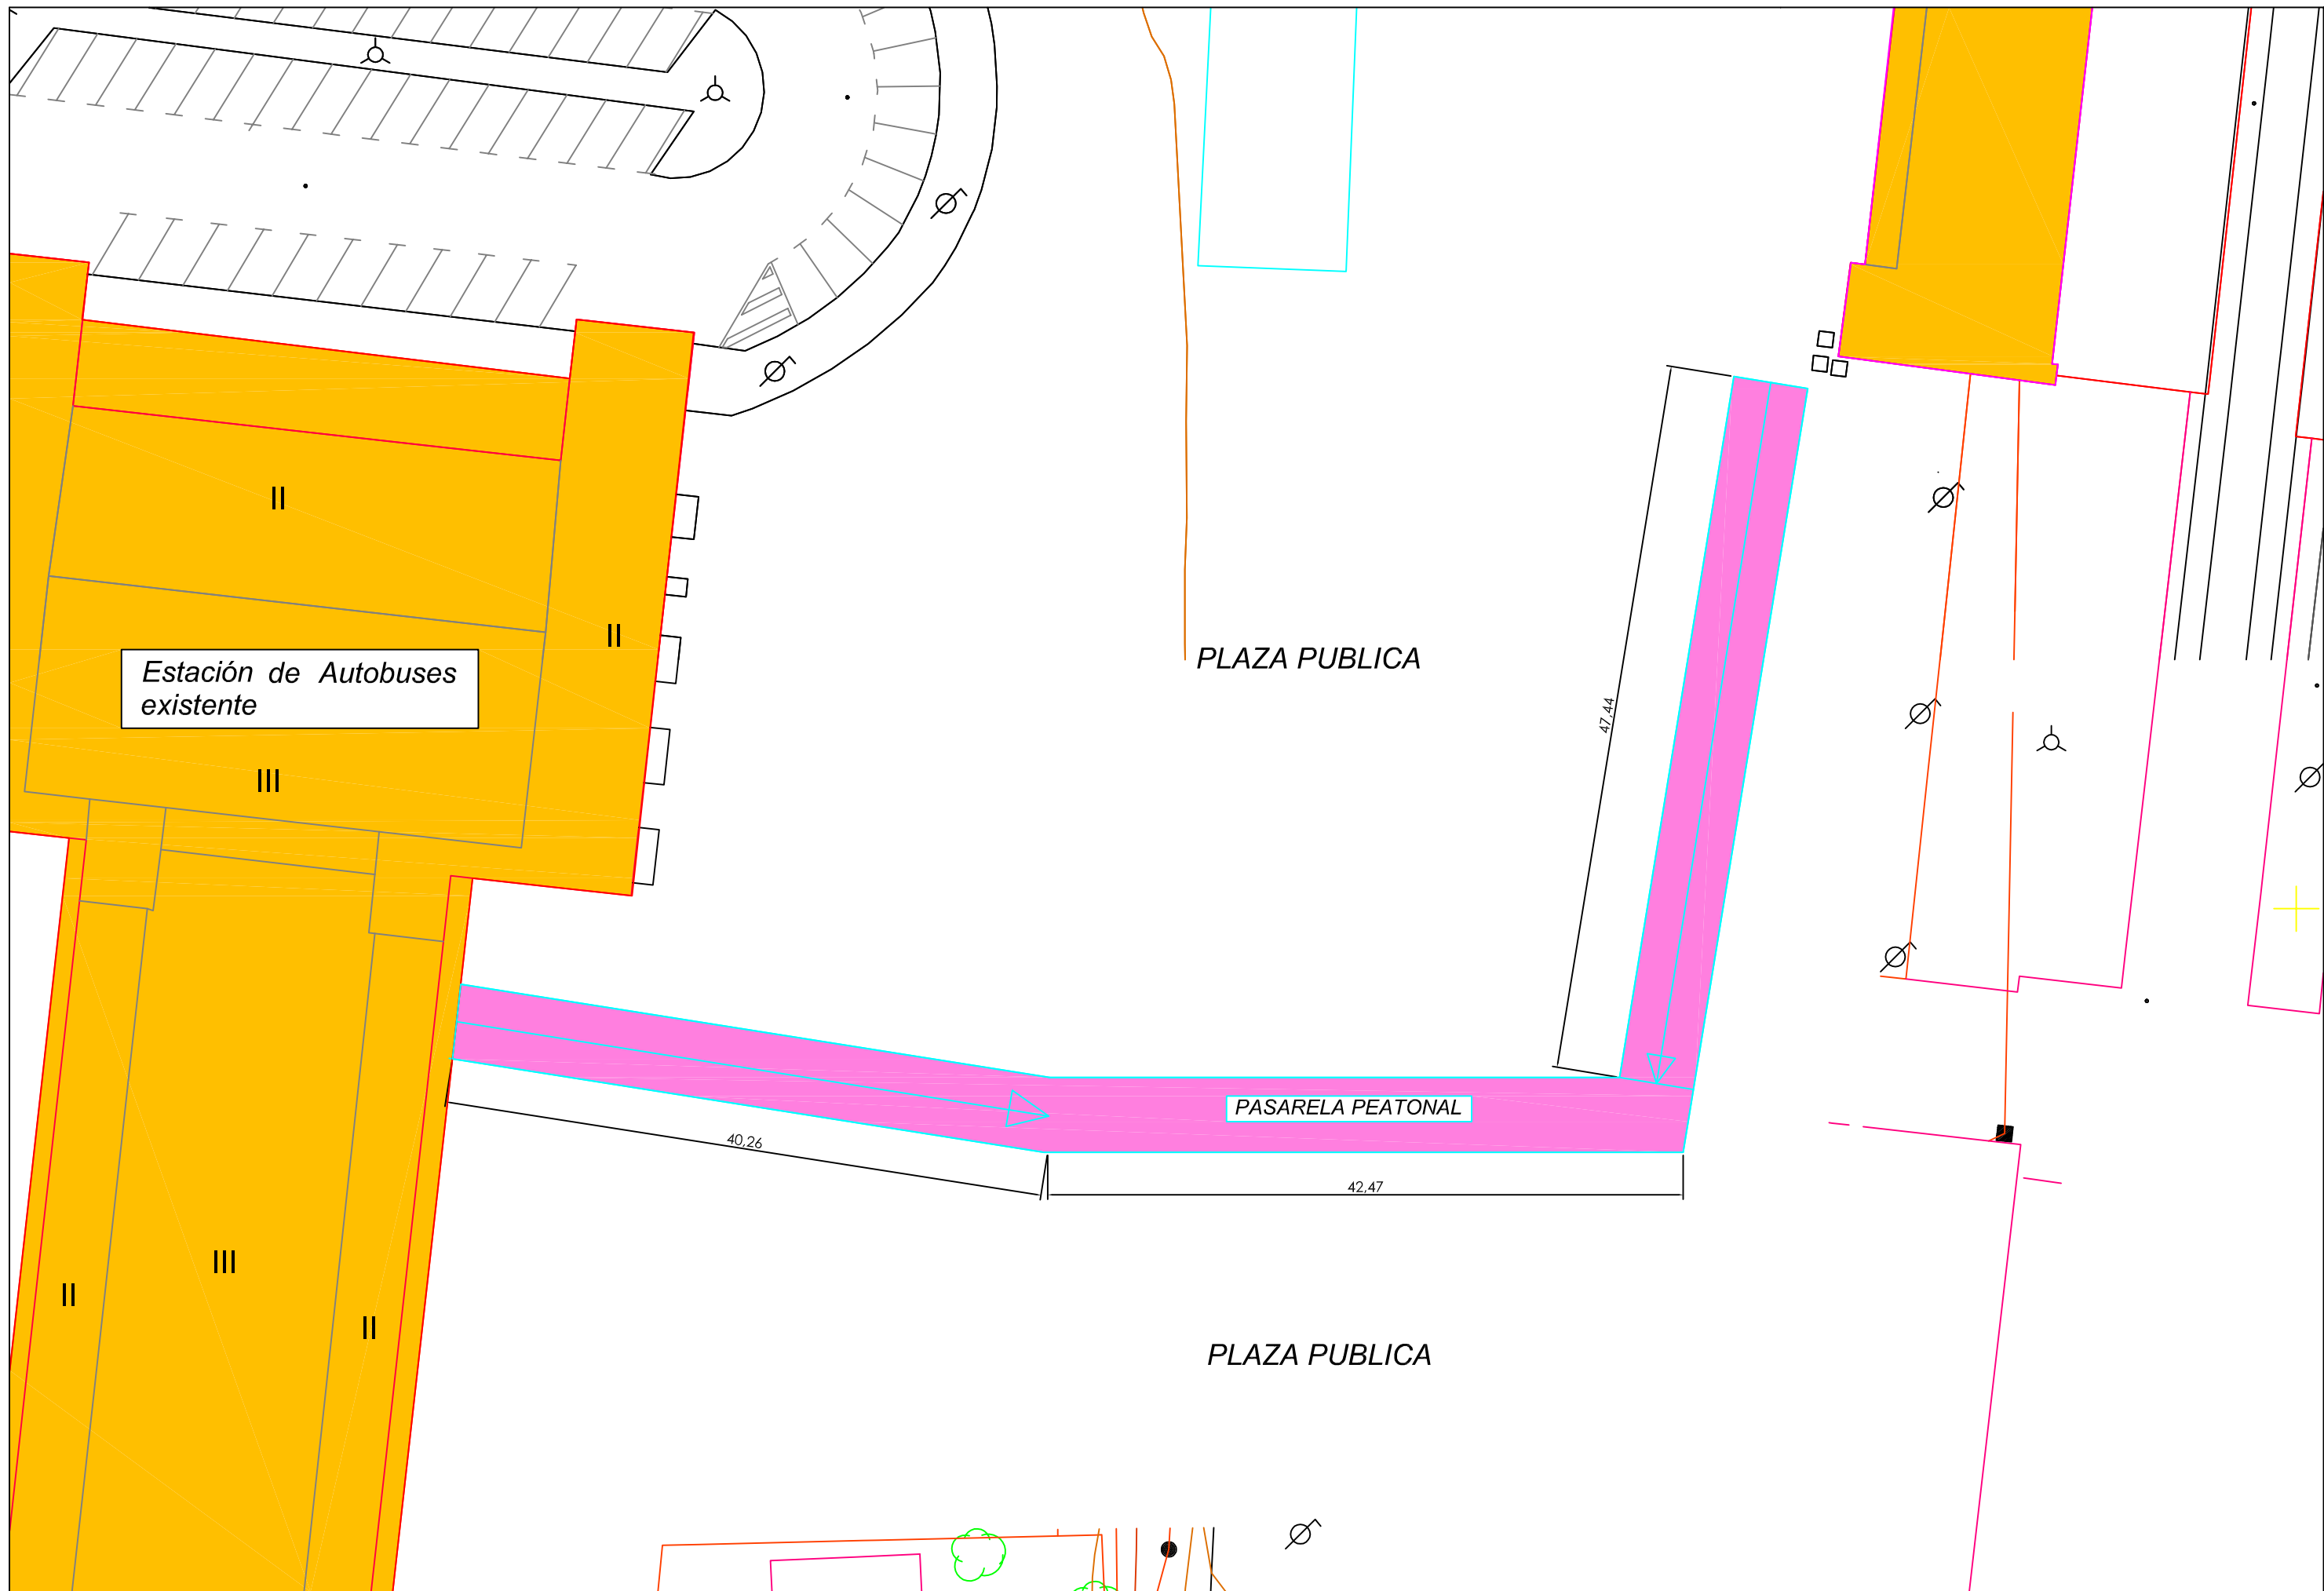 II
II
Estación de Autobuses
existente
PLAZA PUBLICA
47,44
III
PASARELA PEATONAL
40,26
42,47
III
II
II
PLAZA PUBLICA